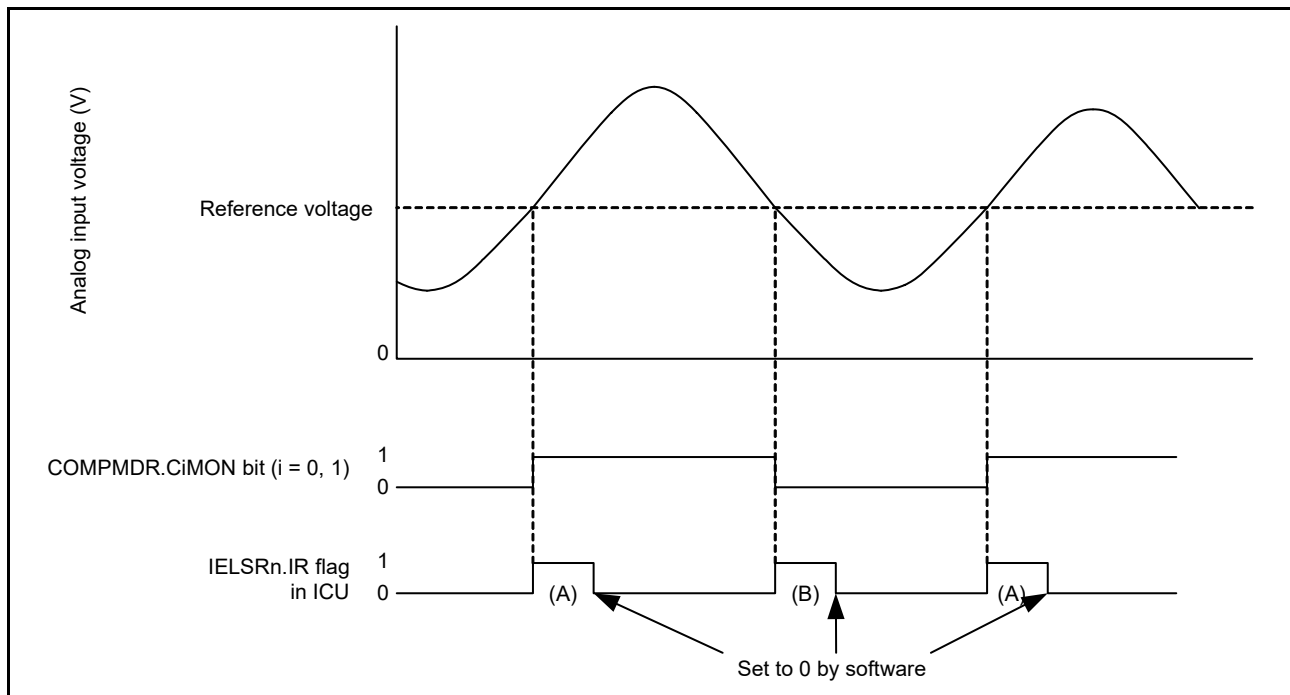 Analog input voltage (V)
Reference voltage
0
COMPMDR.CiMON bit (i = 0, 1)
1
0
IELSRn.IR flag
in ICU
1
0
(A)
(B)
(A)
Set to 0 by software